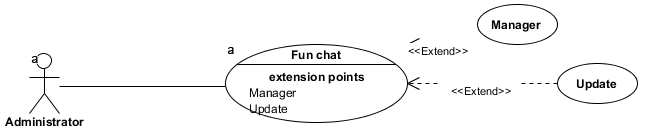 Manager
a
Fun chat
<<Extend>>
a
extension points
Manager
Update
<<Extend>>
Update
Administrator